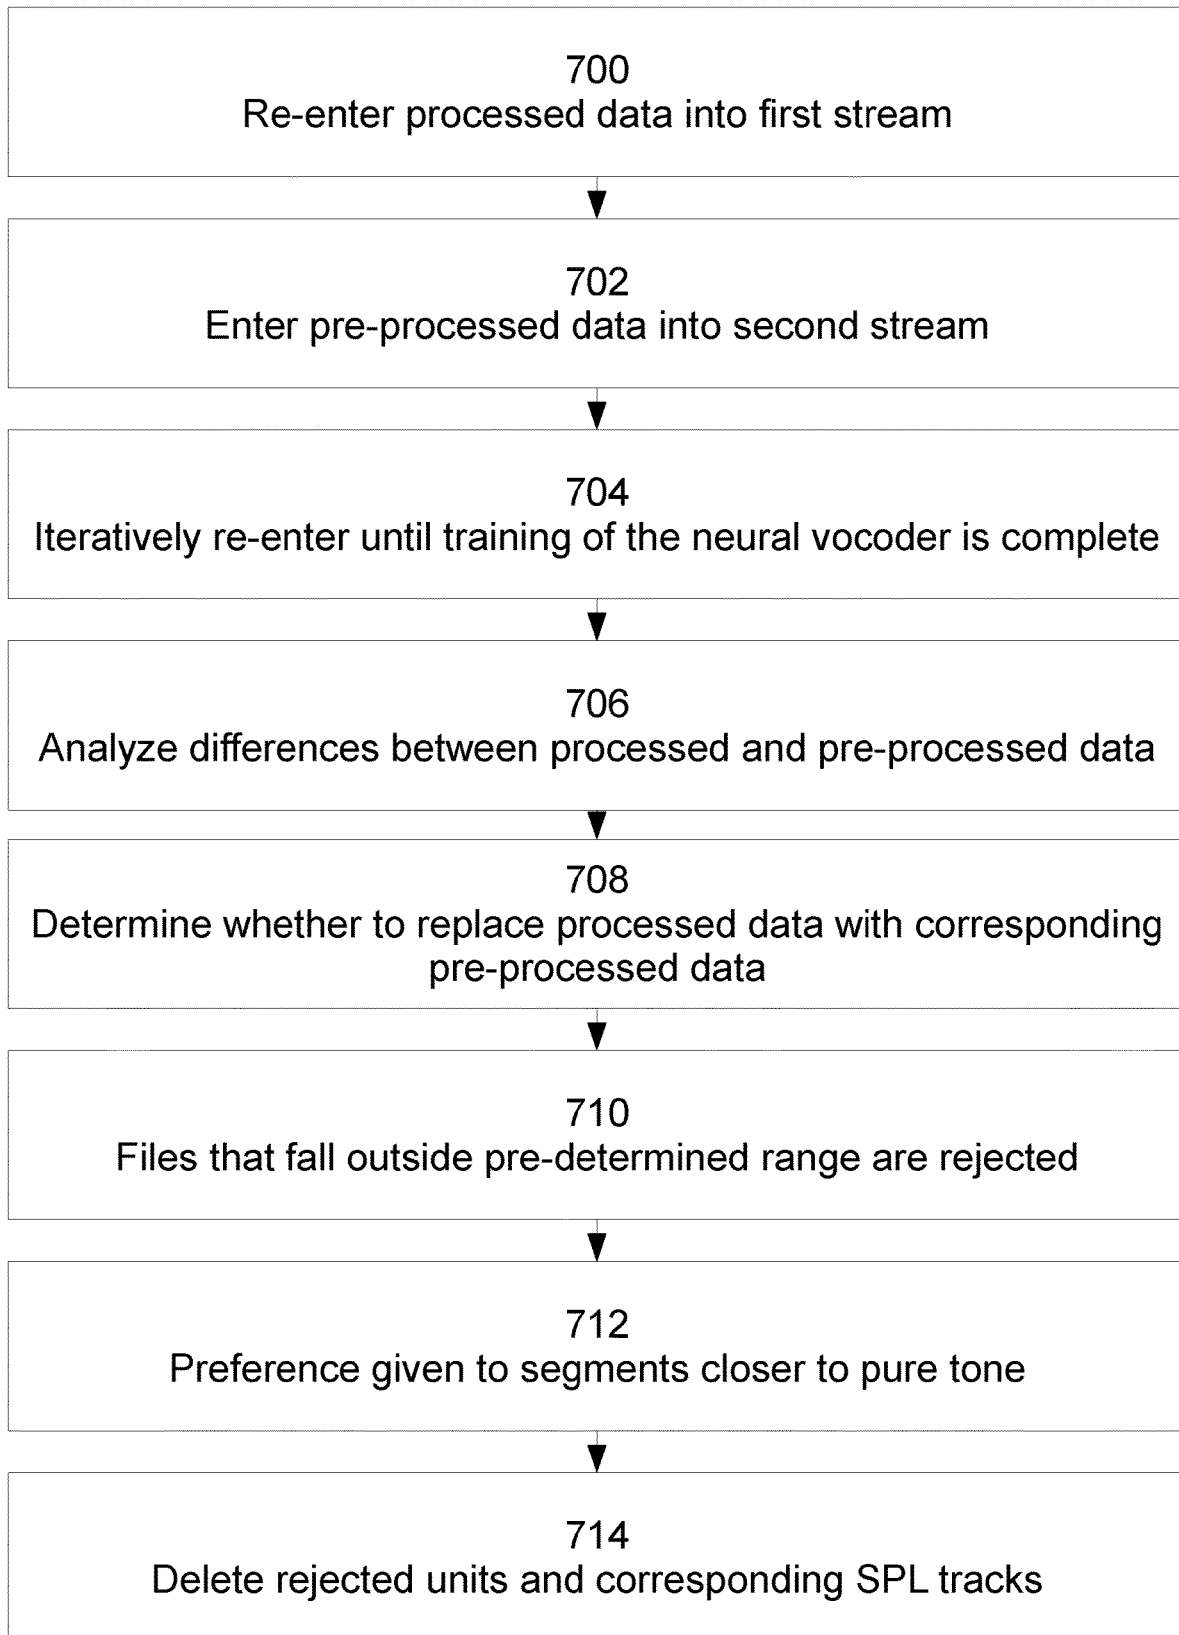 700
Re-enter processed data into first stream
702
Enter pre-processed data into second stream
704
Iteratively re-enter until training of the neural vocoder is complete
706
Analyze differences between processed and pre-processed data
708
Determine whether to replace processed data with corresponding
pre-processed data
710
Files that fall outside pre-determined range are rejected
712
Preference given to segments closer to pure tone
714
Delete rejected units and corresponding SPL tracks